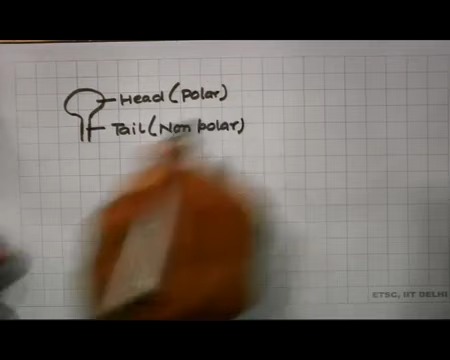 Head (Polar)
Tail (Non polar)
ETSC, IIT DELHI